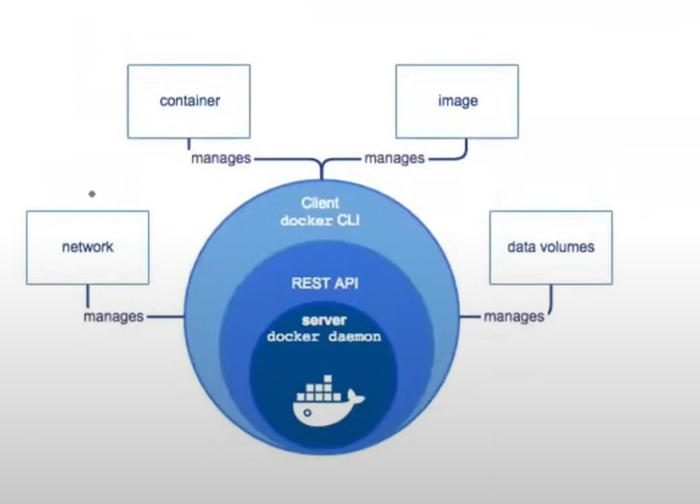 container
image
manages
manages
Client
docker CLI
network
data volumes
REST API
manages
server
manages
docker daemon